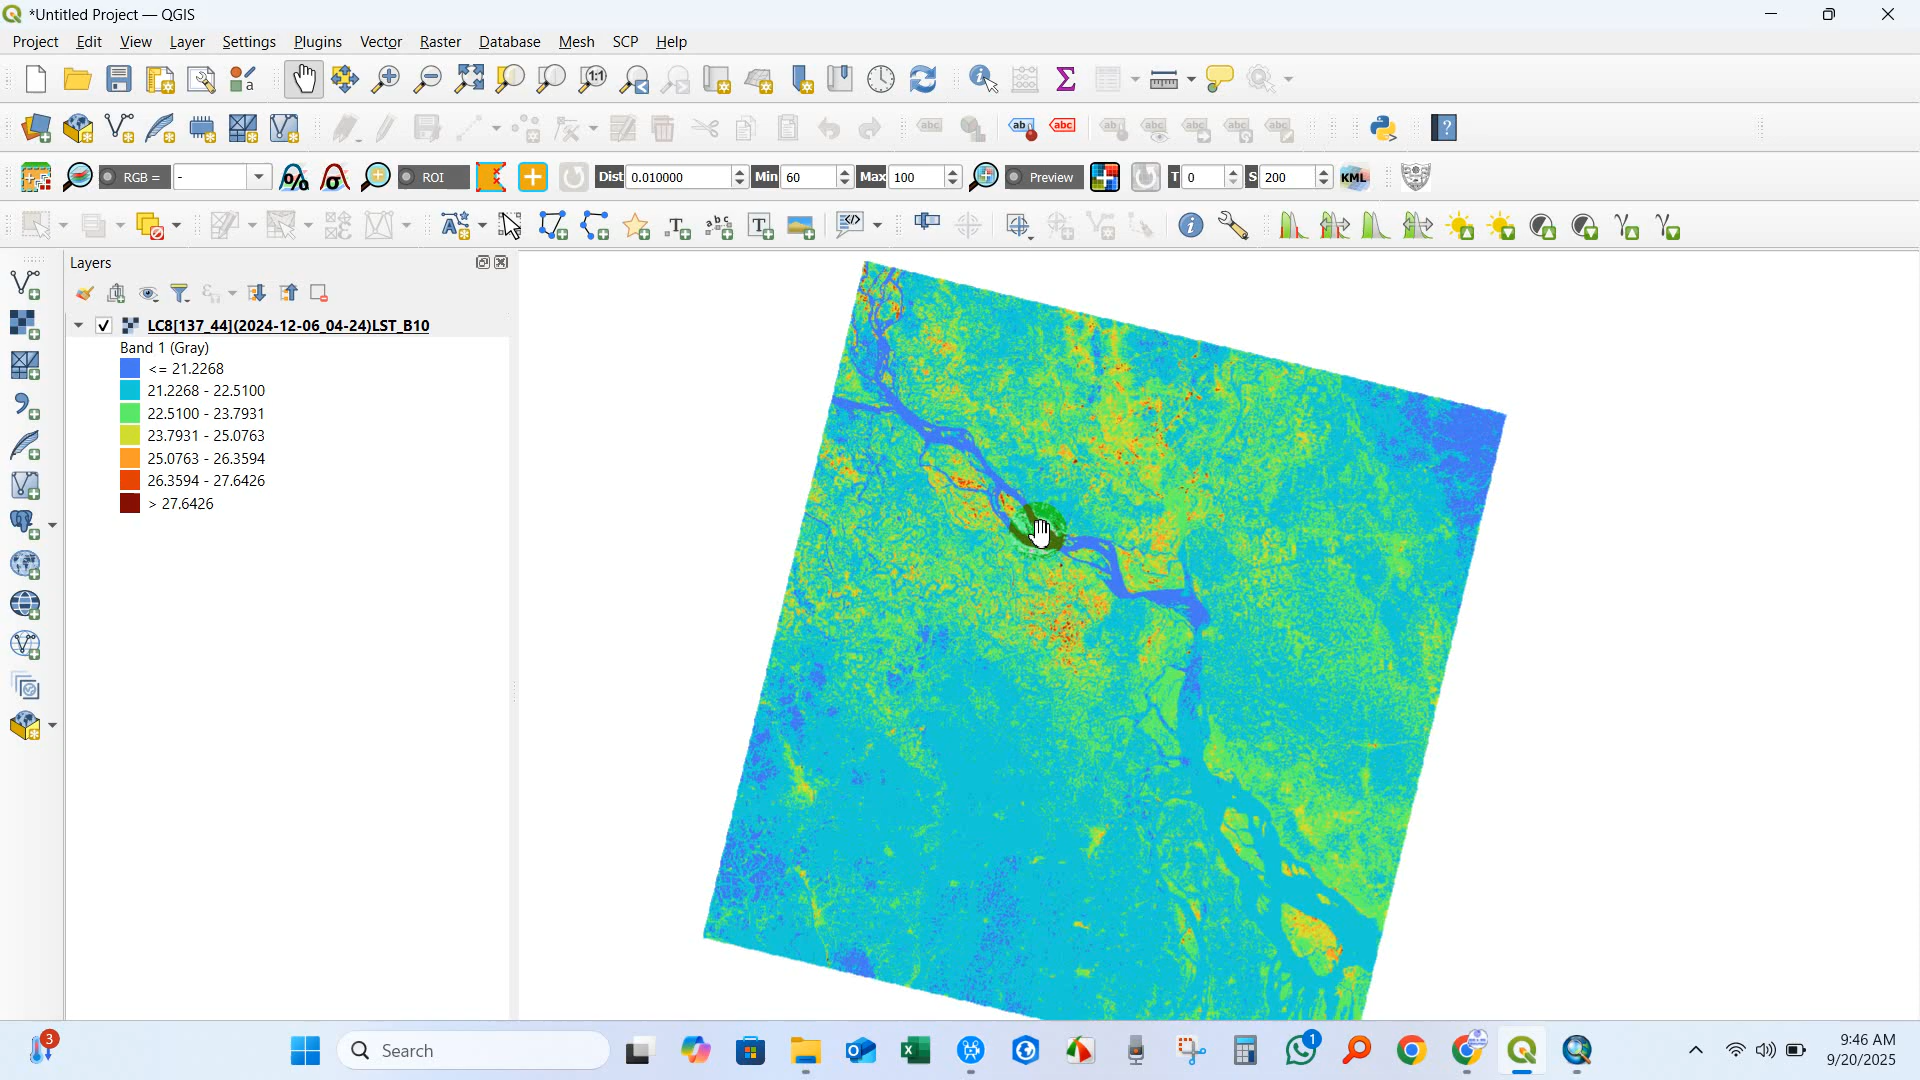 *Untitled Project — QGIS
Project Edit View Layer Settings Plugins Vector Raster Database Mesh SCP Help
RGB = - ROI Dist 0.010000 Min 60 Max 100 Preview T 0 S 200 KML
Layers
LC8[137_44](2024-12-06_04-24)LST_B10
Band 1 (Gray)
<= 21.2268
21.2268 - 22.5100
22.5100 - 23.7931
23.7931 - 25.0763
25.0763 - 26.3594
26.3594 - 27.6426
> 27.6426
3
Search
1
9:46 AM
9/20/2025